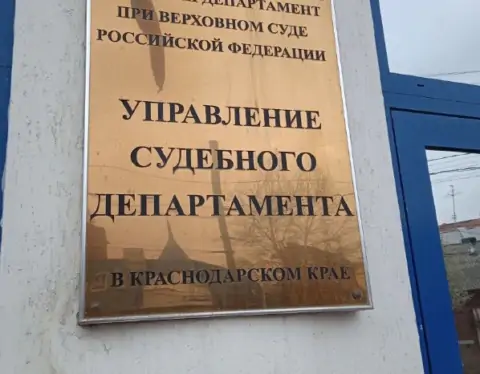 ДЕПАРТАМЕНТ
ПРИ ВЕРХОВНОМ СУДЕ
РОССИЙСКОЙ ФЕДЕРАЦИИ
УПРАВЛЕНИЕ
СУДЕБНОГО
ДЕПАРТАМЕНТА
В КРАСНОДАРСКОМ КРАЕ